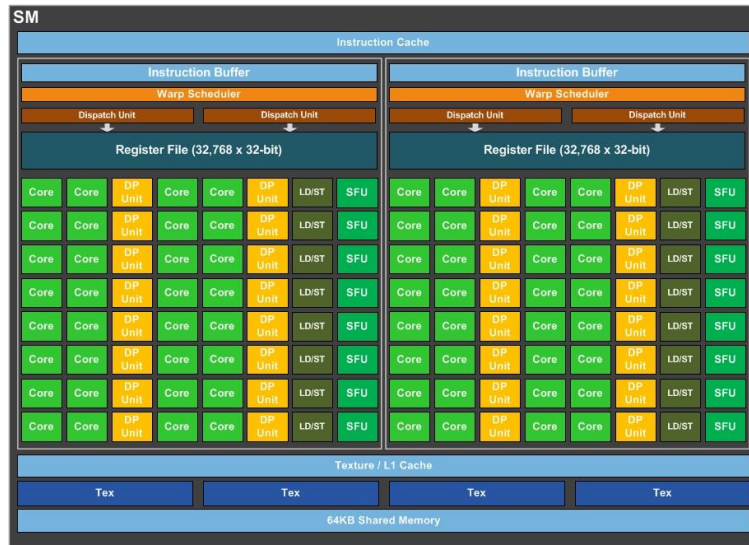 SM
Instruction Cache
Instruction Buffer Instruction Buffer
Warp Scheduler Warp Scheduler
Dispatch Unit Dispatch Unit Dispatch Unit Dispatch Unit
Register File (32,768 x 32-bit) Register File (32,768 x 32-bit)
Core Core DP Unit Core Core DP Unit LD/ST SFU Core Core DP Unit Core Core DP Unit LD/ST SFU
Core Core DP Unit Core Core DP Unit LD/ST SFU Core Core DP Unit Core Core DP Unit LD/ST SFU
Core Core DP Unit Core Core DP Unit LD/ST SFU Core Core DP Unit Core Core DP Unit LD/ST SFU
Core Core DP Unit Core Core DP Unit LD/ST SFU Core Core DP Unit Core Core DP Unit LD/ST SFU
Core Core DP Unit Core Core DP Unit LD/ST SFU Core Core DP Unit Core Core DP Unit LD/ST SFU
Core Core DP Unit Core Core DP Unit LD/ST SFU Core Core DP Unit Core Core DP Unit LD/ST SFU
Core Core DP Unit Core Core DP Unit LD/ST SFU Core Core DP Unit Core Core DP Unit LD/ST SFU
Core Core DP Unit Core Core DP Unit LD/ST SFU Core Core DP Unit Core Core DP Unit LD/ST SFU
Texture / L1 Cache
Tex Tex Tex Tex
64KB Shared Memory